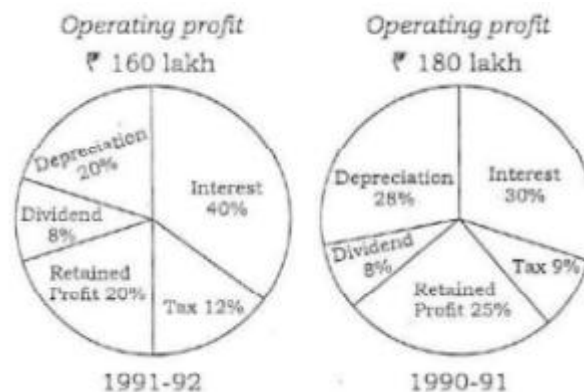 Operating profit
₹ 160 lakh
Depreciation
20%
Interest
40%
Dividend
8%
Retained
Profit 20%
Tax 12%
1991-92
Operating profit
₹ 180 lakh
Depreciation
28%
Interest
30%
Dividend
8%
Tax 9%
Retained
Profit 25%
1990-91